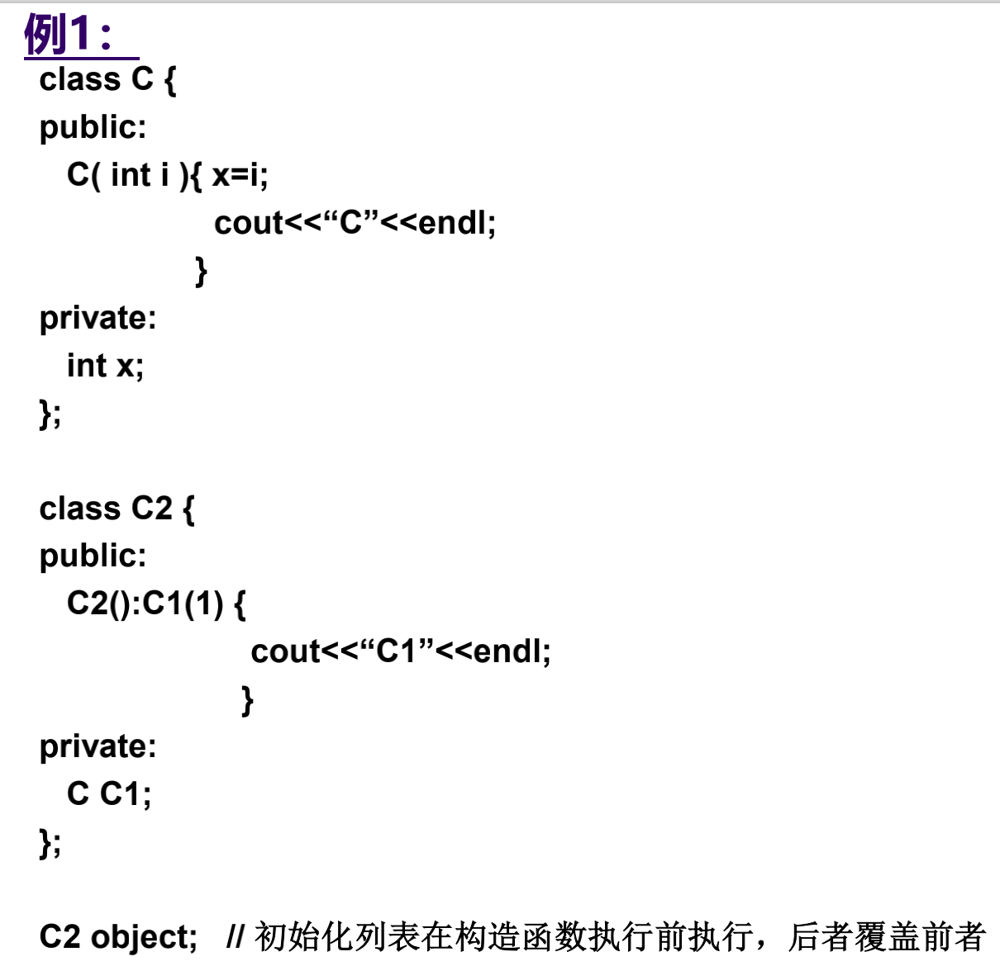 例1：
class C {
public:
C( int i ){ x=i;
cout<<“C”<<endl;
}
private:
int x;
};
class C2 {
public:
C2():C1(1) {
cout<<“C1”<<endl;
}
private:
C C1;
};
C2 object; // 初始化列表在构造函数执行前执行，后者覆盖前者